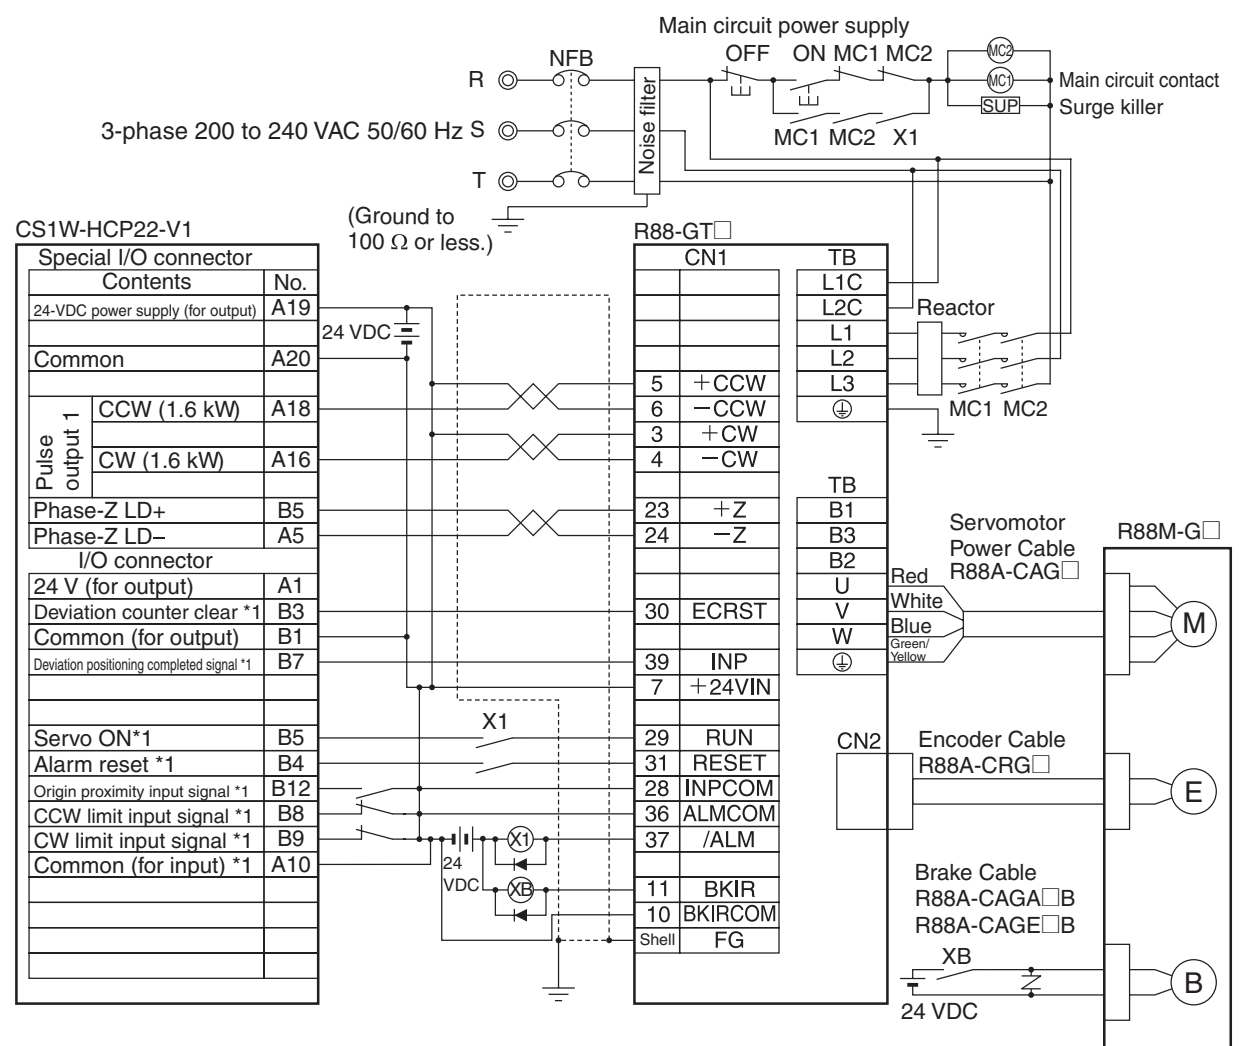 Main circuit power supply
OFF ON MC1 MC2
MC2
NFB
R
MC1
Main circuit contact
SUP
Surge killer
Noise filter
3-phase 200 to 240 VAC 50/60 Hz S
MC1 MC2 X1
T
(Ground to
100 Ω or less.)
CS1W-HCP22-V1
Special I/O connector
Contents No.
24-VDC power supply (for output) A19
Common A20
Pulse output 1
CCW (1.6 kW) A18
CW (1.6 kW) A16
Phase-Z LD+ B5
Phase-Z LD− A5
I/O connector
24 V (for output) A1
Deviation counter clear *1 B3
Common (for output) B1
Deviation positioning completed signal *1 B7
Servo ON*1 B5
Alarm reset *1 B4
Origin proximity input signal *1 B12
CCW limit input signal *1 B8
CW limit input signal *1 B9
Common (for input) *1 A10
24 VDC
X1
X1
24
VDC
XB
R88-GT□
CN1
5 +CCW
6 −CCW
3 +CW
4 −CW
23 +Z
24 −Z
30 ECRST
39 INP
7 +24VIN
29 RUN
31 RESET
28 INPCOM
36 ALMCOM
37 /ALM
11 BKIR
10 BKIRCOM
Shell FG
TB
L1C
L2C
L1
L2
L3
Reactor
MC1 MC2
TB
B1
B3
B2
U
V
W
Red
White
Blue
Green/
Yellow
Servomotor
Power Cable
R88A-CAG□
R88M-G□
M
CN2
Encoder Cable
R88A-CRG□
E
Brake Cable
R88A-CAGA□B
R88A-CAGE□B
XB
24 VDC
B